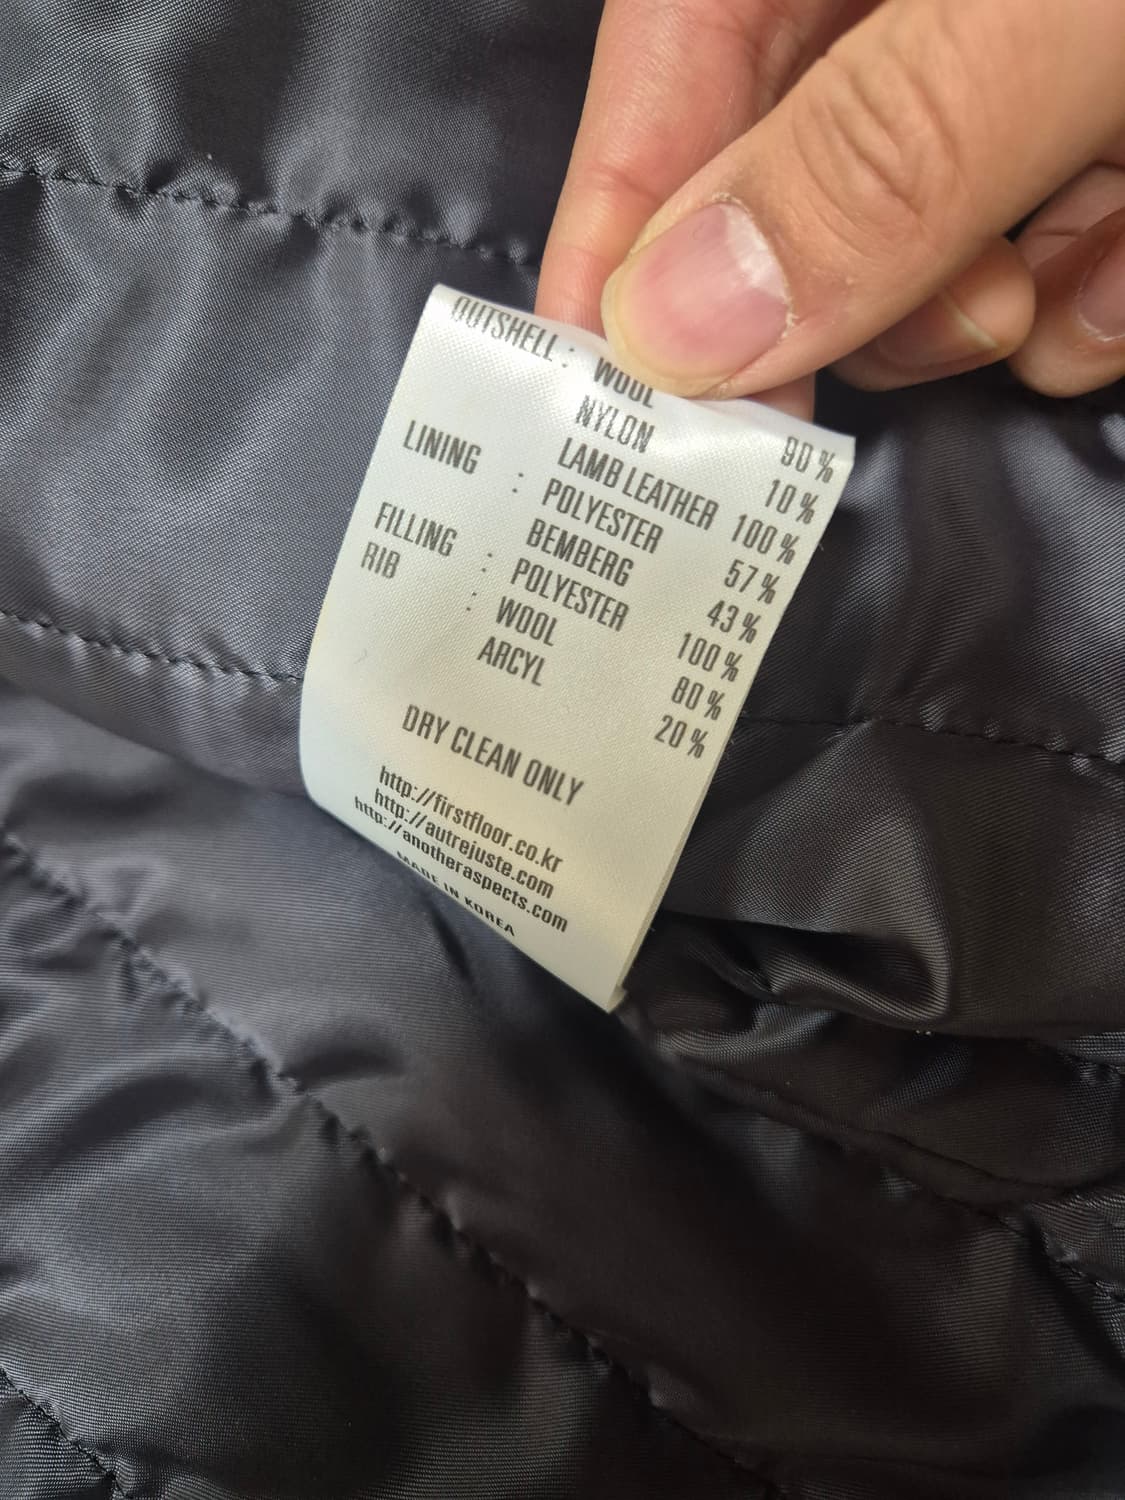 OUTSHELL : WOOL 90%
NYLON 10%
LAMB LEATHER 100%
LINING : POLYESTER 57%
BEMBERG 43%
FILLING : POLYESTER 100%
RIB : WOOL 80%
ARCYL 20%
DRY CLEAN ONLY
http://firstfloor.co.kr
http://autrejuste.com
http://anotheraspects.com
MADE IN KOREA